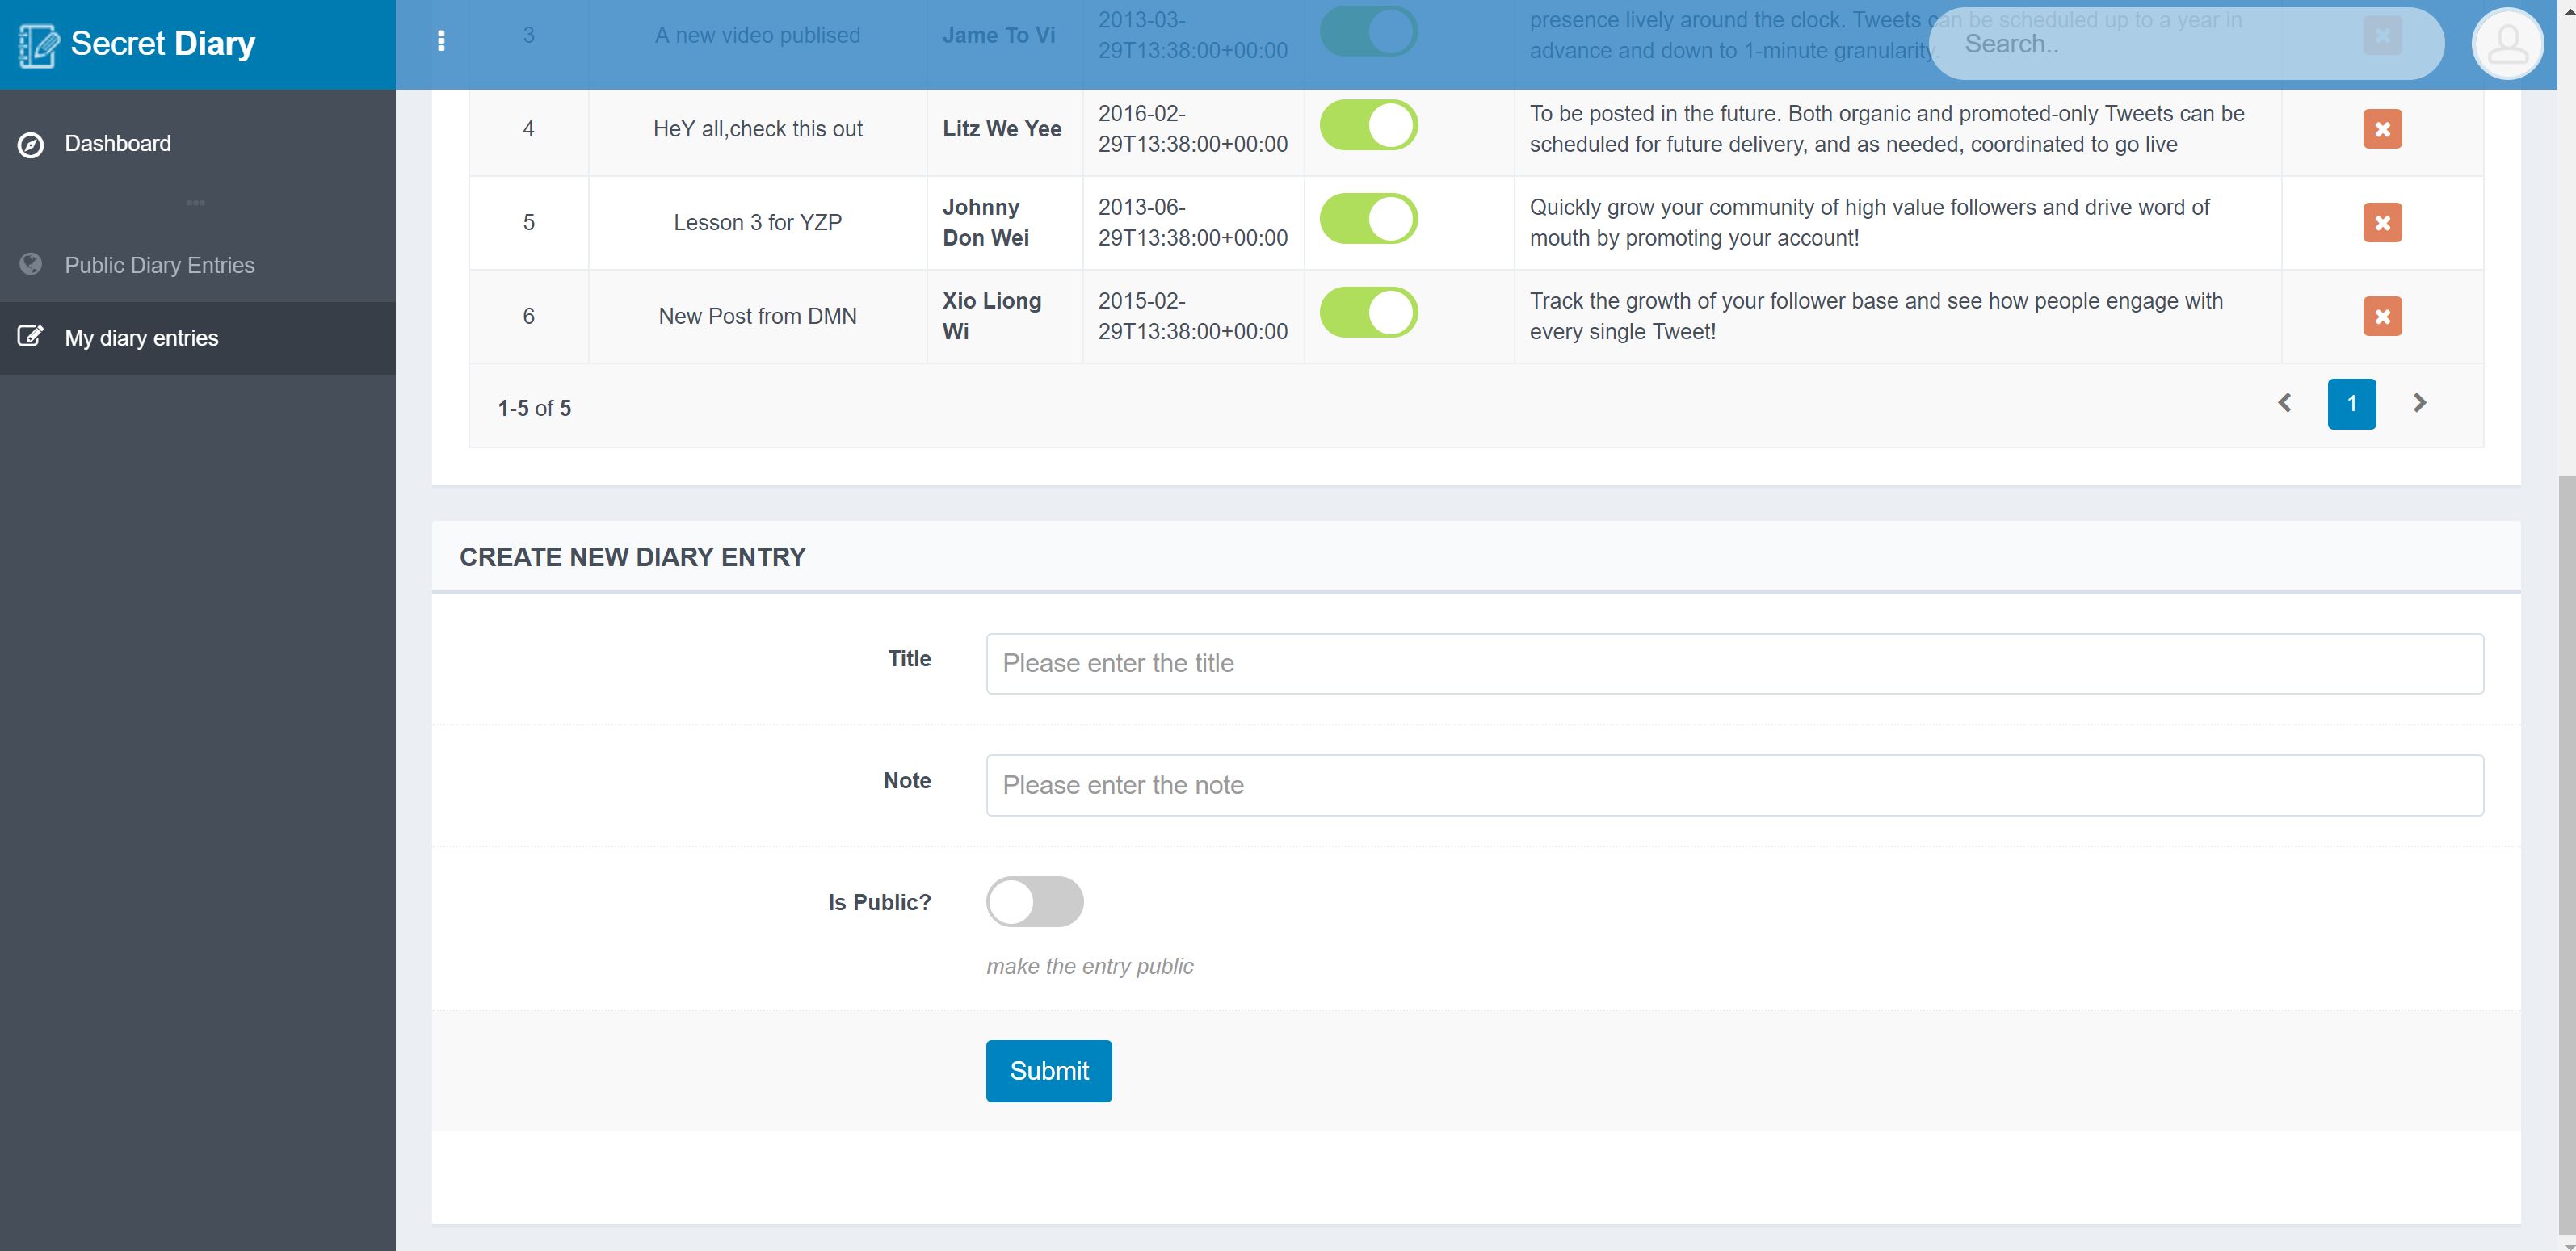 Secret Diary
Search..
Dashboard
Public Diary Entries
My diary entries
3
A new video publised
Jame To Vi
2013-03-
29T13:38:00+00:00
presence lively around the clock. Tweets can be scheduled up to a year in
advance and down to 1-minute granularity.
4
HeY all,check this out
Litz We Yee
2016-02-
29T13:38:00+00:00
To be posted in the future. Both organic and promoted-only Tweets can be
scheduled for future delivery, and as needed, coordinated to go live
5
Lesson 3 for YZP
Johnny
Don Wei
2013-06-
29T13:38:00+00:00
Quickly grow your community of high value followers and drive word of
mouth by promoting your account!
6
New Post from DMN
Xio Liong
Wi
2015-02-
29T13:38:00+00:00
Track the growth of your follower base and see how people engage with
every single Tweet!
1-5 of 5
1
CREATE NEW DIARY ENTRY
Title
Please enter the title
Note
Please enter the note
Is Public?
make the entry public
Submit